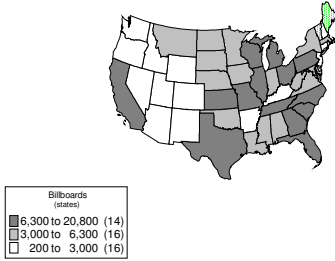 Billboards
(states)
6,300 to 20,800 (14)
3,000 to 6,300 (16)
200 to 3,000 (16)